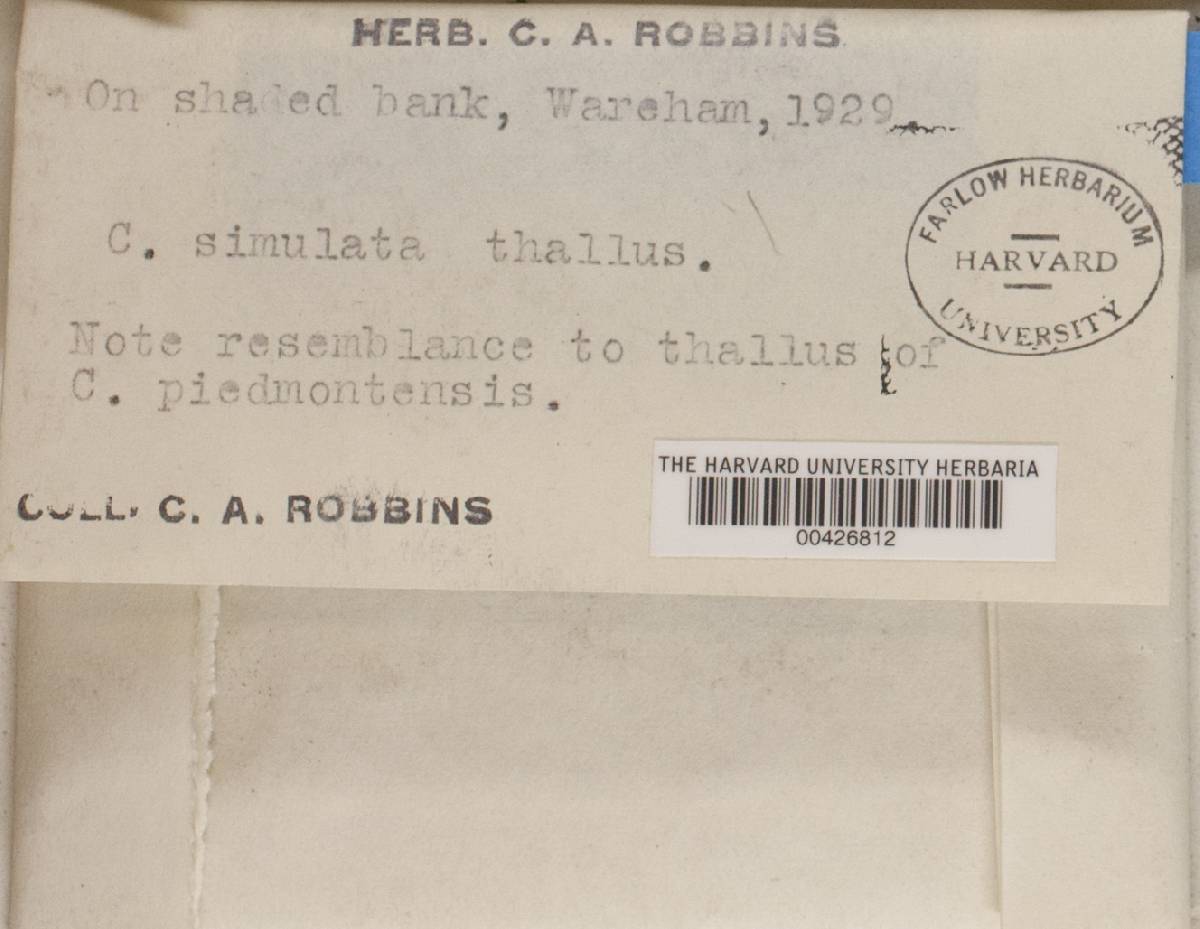 HERB. C. A. ROBBINS
On shaded bank, Wareham, 1929
FARLOW HERBARIUM
HARVARD
UNIVERSITY
C. simulata thallus.
Note resemblance to thallus of
C. piedmontensis.
COLL. C. A. ROBBINS
THE HARVARD UNIVERSITY HERBARIA
00426812